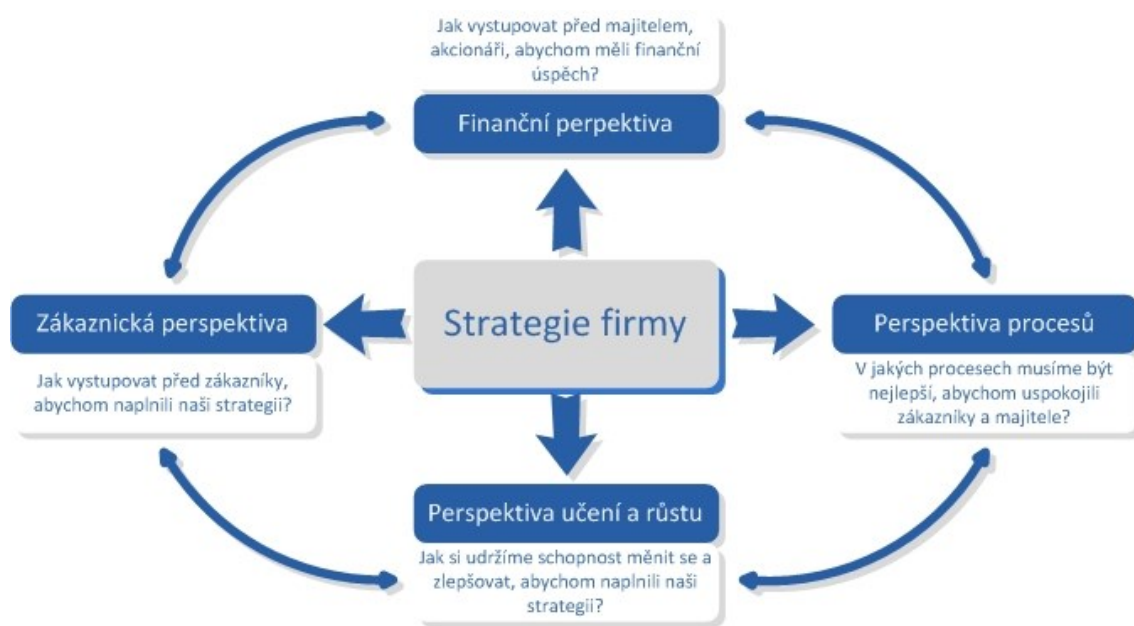 Jak vystupovat před majitelem,
akcionáři, abychom měli finanční
úspěch?
Finanční perpektiva
Zákaznická perspektiva
Jak vystupovat před zákazníky,
abychom naplnili naši strategii?
Strategie firmy
Perspektiva procesů
V jakých procesech musíme být
nejlepší, abychom uspokojili
zákazníky a majitele?
Perspektiva učení a růstu
Jak si udržíme schopnost měnit se a
zlepšovat, abychom naplnili naši
strategii?